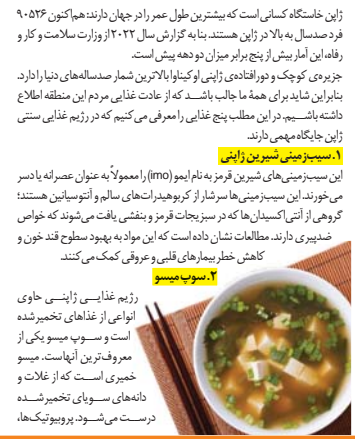 ژاپن خاستگاه کسانی است که بیشترین طول عمر را در جهان دارند: هم‌اکنون ۹۰۵۲۶
فرد صدسال به بالا در ژاپن هستند. بنا به گزارش سال ۲۰۲۲ از وزارت سلامت و کار و
رفاه، این آمار بیش از پنج برابر میزان دو دهه پیش است.
جزیره‌ی کوچک و دورافتاده‌ی ژاپنی اوکیناوا بالاترین شمار صدساله‌های دنیا را دارد.
بنابراین شاید برای همهٔ ما جالب باشد که از عادت غذایی مردم این منطقه اطلاع
داشته باشیم. در این مطلب پنج غذایی را معرفی می کنیم که در رژیم غذایی سنتی
ژاپن جایگاه مهمی دارند.
۱. سیب‌زمینی شیرین ژاپنی
این سیب‌زمینی‌های شیرین قرمز به نام ایمو (imo) را معمولاً به عنوان عصرانه یا دسر
می‌خورند. این سیب‌زمینی‌ها سرشار از کربوهیدرات‌های سالم و آنتوسیانین هستند؛
گروهی از آنتی‌اکسیدان‌ها که در سبزیجات قرمز و بنفشی یافت می‌شوند که خواص
ضدپیری دارند. مطالعات نشان داده است که این مواد به بهبود سطوح قند خون و
کاهش خطر بیمارهای قلبی و عروقی کمک می‌کنند.
۲. سوپ میسو
رژیم غذایی ژاپنی حاوی
انواعی از غذاهای تخمیرشده
است و سوپ میسو یکی از
معروف‌ترین آنهاست. میسو
خمیری است که از غلات و
دانه‌های سویای تخمیرشده
درست می‌شود. پروبیوتیک‌ها،